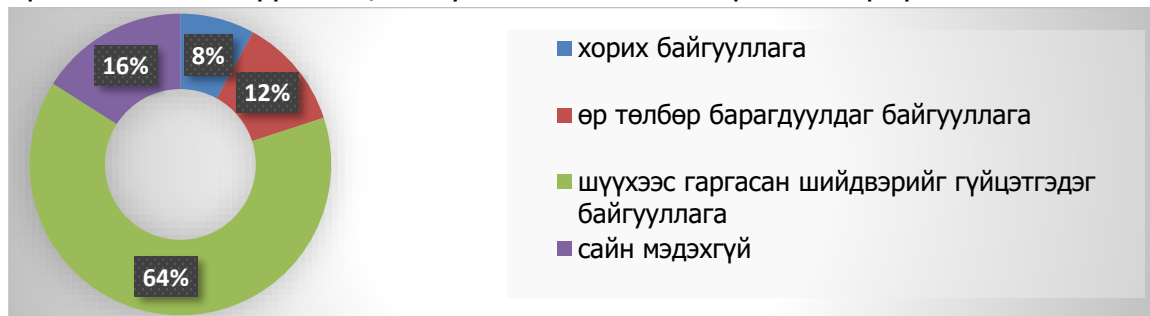 8%
16%
12%
64%
хорих байгууллага
өр төлбөр барагдуулдаг байгууллага
шүүхээс гаргасан шийдвэрийг гүйцэтгэдэг
байгууллага
сайн мэдэхгүй